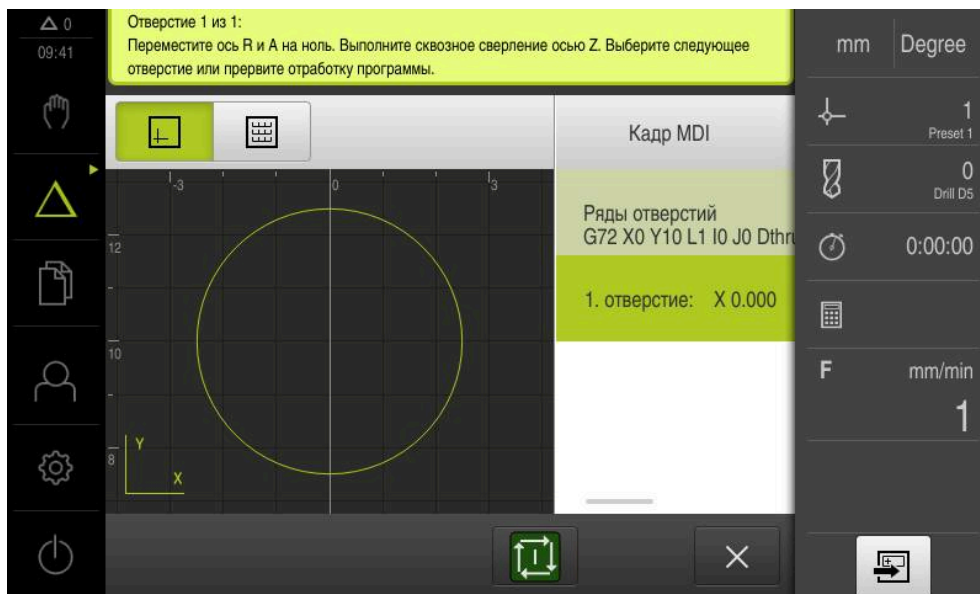 0
09:41
Отверстие 1 из 1:
Переместите ось R и A на ноль. Выполните сквозное сверление осью Z. Выберите следующее
отверстие или прервите отработку программы.
Кадр MDI
-3
0
3
12
10
8
Y
X
Ряды отверстий
G72 X0 Y10 L1 I0 J0 Dthru
1. отверстие: X 0.000
mm Degree
1
Preset 1
0
Drill D5
0:00:00
F mm/min
1